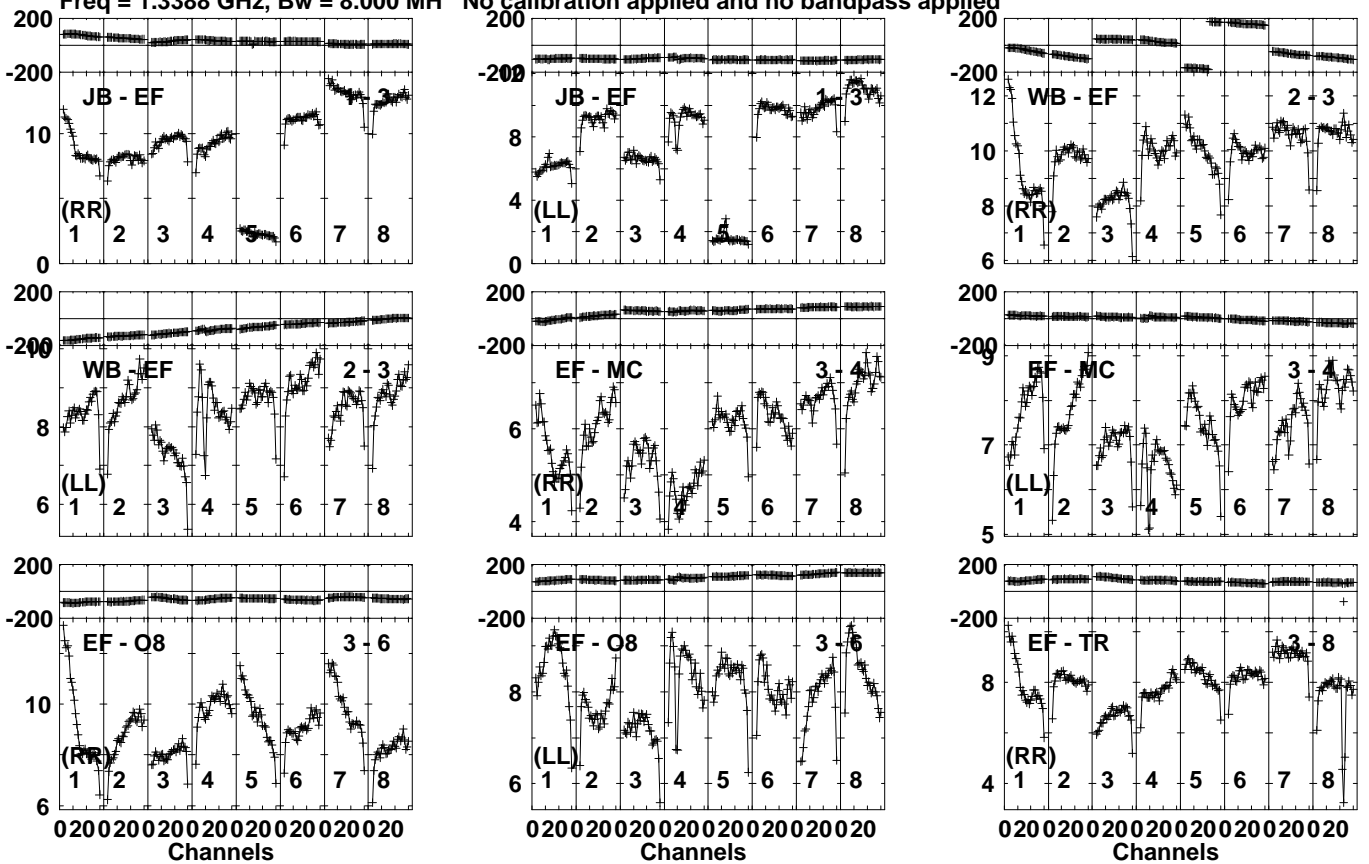 Freq = 1.3388 GHz, Bw = 8.000 MH No calibration applied and no bandpass applied
200
-200
JB - EF
1 - 3
10
(RR)
1 2 3 4 5 6 7 8
0
200
-200
12
JB - EF
1 - 3
8
4
(LL)
1 2 3 4 5 6 7 8
0
200
-200
12
WB - EF
2 - 3
10
8
(RR)
1 2 3 4 5 6 7 8
6
200
-200
10
WB - EF
2 - 3
8
(LL)
6
1 2 3 4 5 6 7 8
200
-200
EF - MC
3 - 4
6
(RR)
1 2 3 4 5 6 7 8
4
200
-200
9
EF - MC
3 - 4
7
(LL)
1 2 3 4 5 6 7 8
5
200
-200
EF - O8
3 - 6
10
(RR)
1 2 3 4 5 6 7 8
6
020020020020020020020020
Channels
200
-200
EF - O8
3 - 6
8
(LL)
1 2 3 4 5 6 7 8
6
020020020020020020020020
Channels
200
-200
EF - TR
3 - 8
8
(RR)
1 2 3 4 5 6 7 8
4
020020020020020020020020
Channels